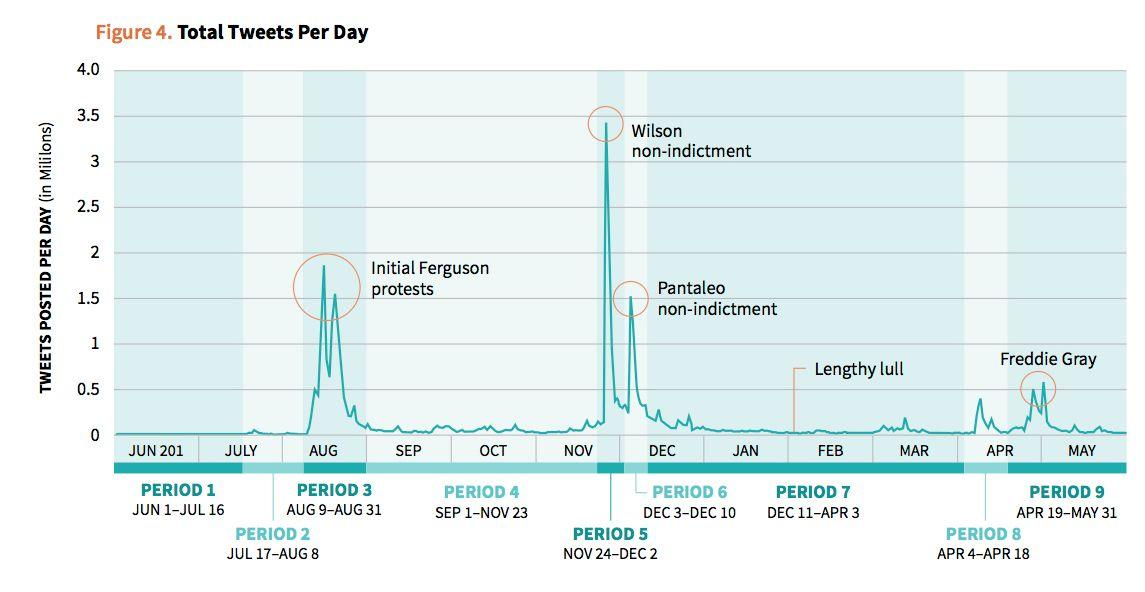 Figure 4. Total Tweets Per Day
TWEETS POSTED PER DAY (in Mililons)
4.0
3.5
3
2.5
2
1.5
1
0.5
0
Wilson
non-indictment
Initial Ferguson
protests
Pantaleo
non-indictment
Lengthy lull
Freddie Gray
JUN 201 JULY AUG SEP OCT NOV DEC JAN FEB MAR APR MAY
PERIOD 1
JUN 1–JUL 16
PERIOD 2
JUL 17–AUG 8
PERIOD 3
AUG 9–AUG 31
PERIOD 4
SEP 1–NOV 23
PERIOD 5
NOV 24–DEC 2
PERIOD 6
DEC 3–DEC 10
PERIOD 7
DEC 11–APR 3
PERIOD 8
APR 4–APR 18
PERIOD 9
APR 19–MAY 31